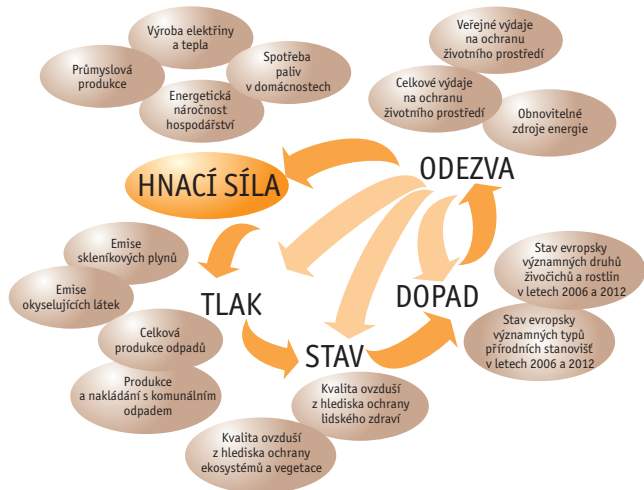 Výroba elektřiny
a tepla
Průmyslová
produkce
Spotřeba
paliv
v domácnostech
Energetická
náročnost
hospodářství
Veřejné výdaje
na ochranu
životního prostředí
Celkové výdaje
na ochranu
životního prostředí
Obnovitelné
zdroje energie
HNACÍ SÍLA
ODEZVA
Emise
skleníkových plynů
Emise
okyselujících látek
TLAK
DOPAD
Stav evropsky
významných druhů
živočichů a rostlin
v letech 2006 a 2012
Stav evropsky
významných typů
přírodních stanovišť
v letech 2006 a 2012
Celková
produkce odpadů
STAV
Produkce
a nakládání s komunálním
odpadem
Kvalita ovzduší
z hlediska ochrany
lidského zdraví
Kvalita ovzduší
z hlediska ochrany
ekosystémů a vegetace